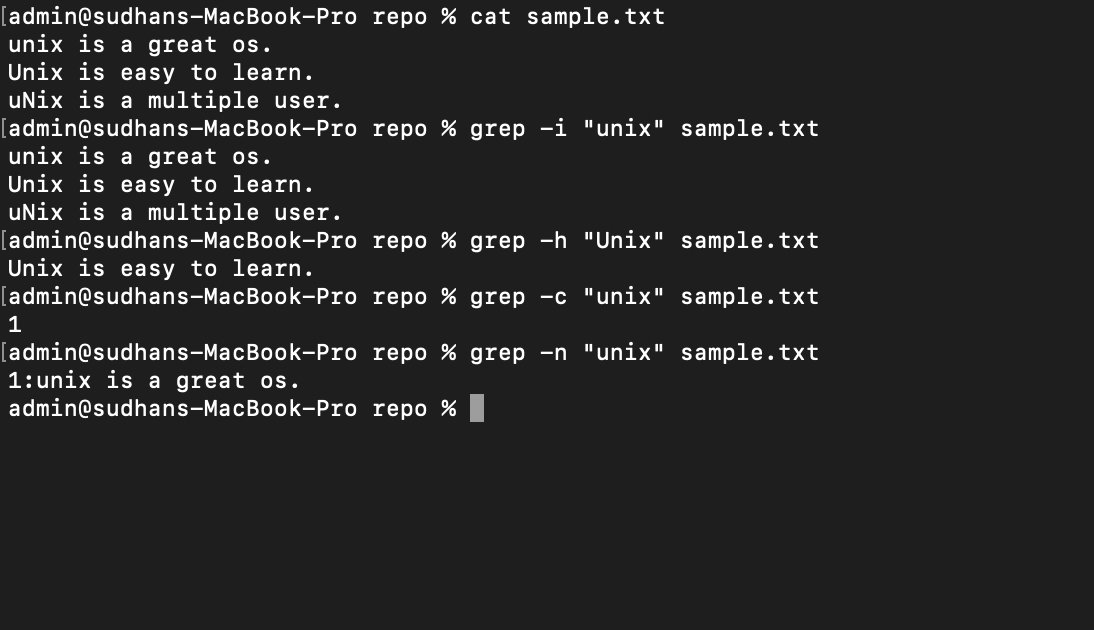 [admin@sudhans-MacBook-Pro repo % cat sample.txt
unix is a great os.
Unix is easy to learn.
uNix is a multiple user.
[admin@sudhans-MacBook-Pro repo % grep -i "unix" sample.txt
unix is a great os.
Unix is easy to learn.
uNix is a multiple user.
[admin@sudhans-MacBook-Pro repo % grep -h "Unix" sample.txt
Unix is easy to learn.
[admin@sudhans-MacBook-Pro repo % grep -c "unix" sample.txt
1
[admin@sudhans-MacBook-Pro repo % grep -n "unix" sample.txt
1:unix is a great os.
admin@sudhans-MacBook-Pro repo %